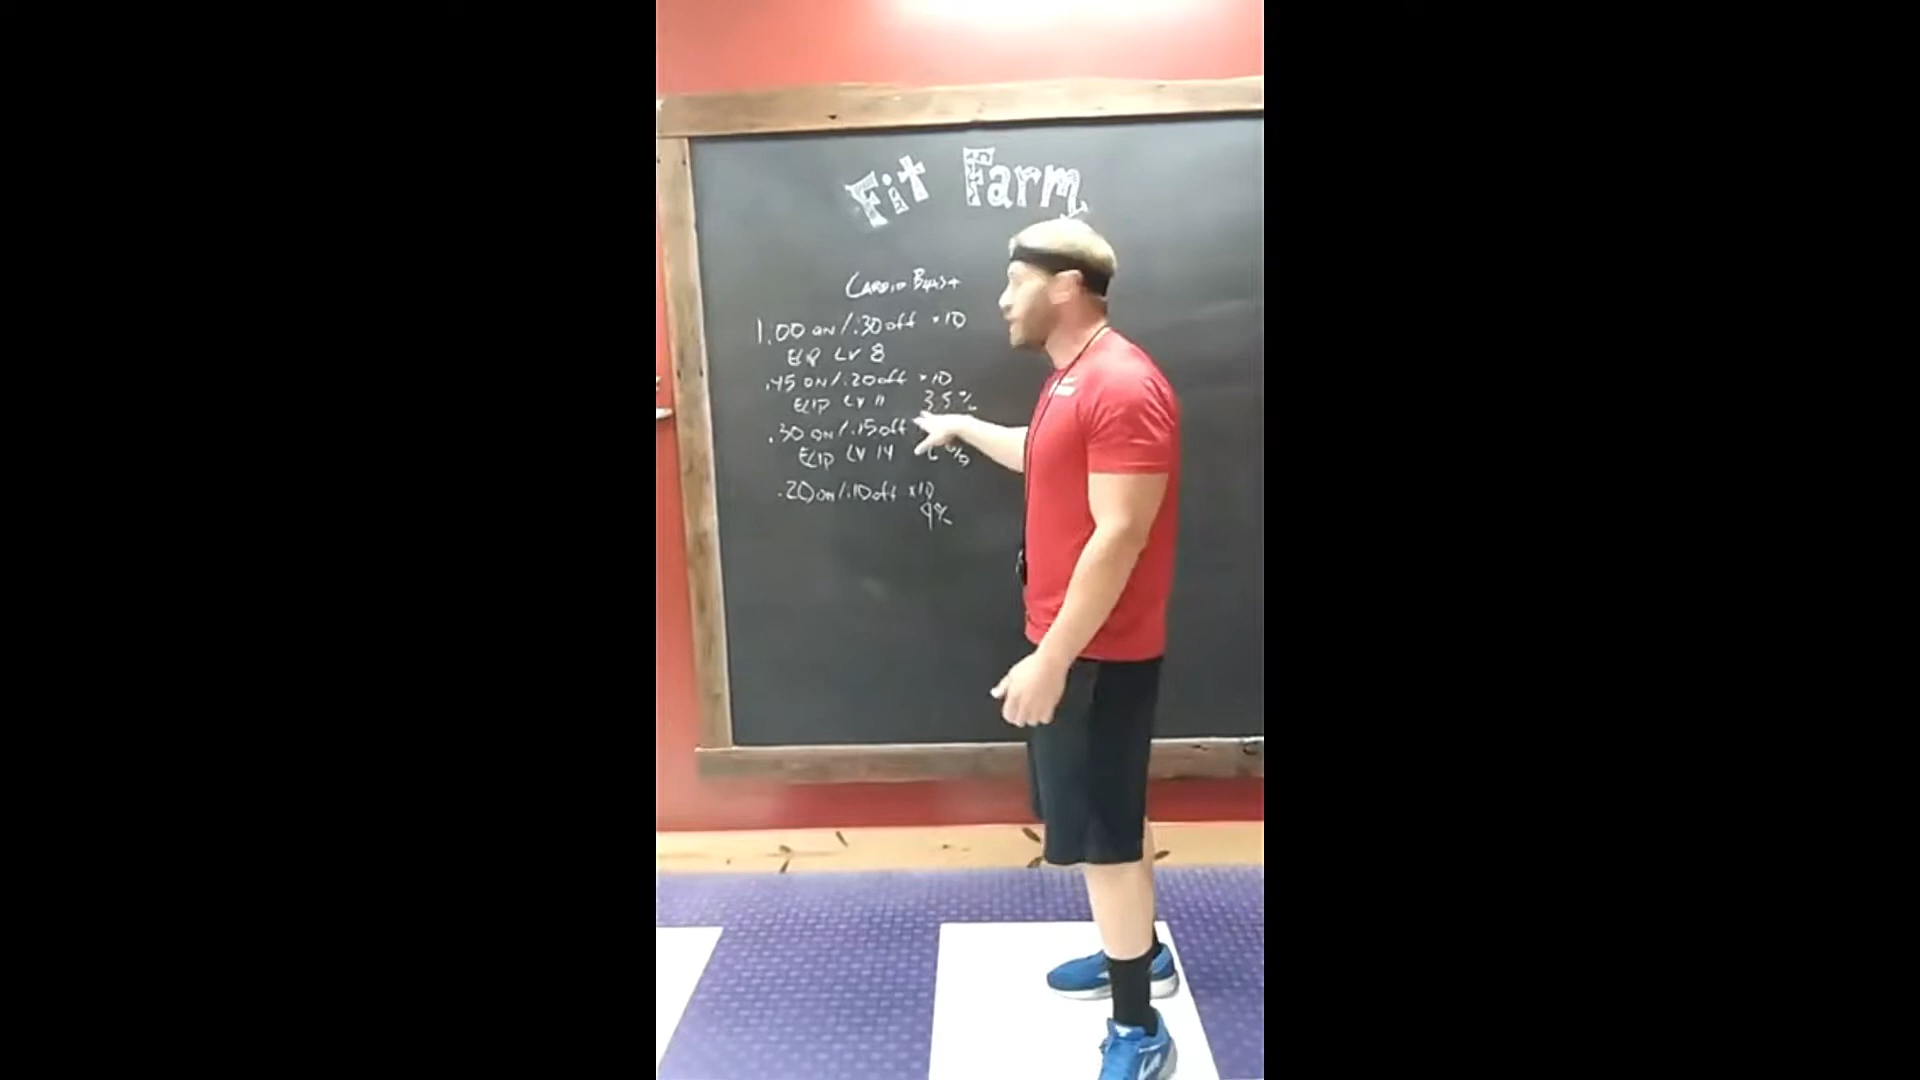 Fit Farm
Cardio Blast
1.00 on/.30 off x10
Elip LV 8
.45 on/.20 off x10
Elip LV 11 3.5%
.30 on/.15 off
Elip LV 14 6%
.20 on/.10 off x10
9%